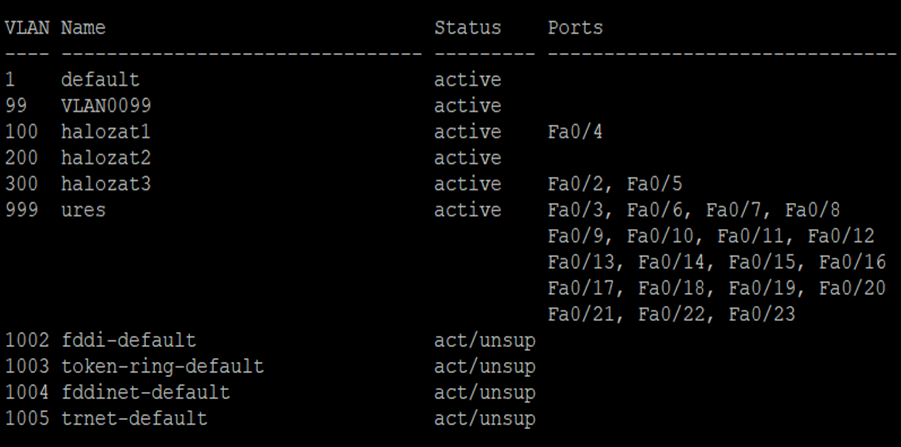 VLAN Name Status Ports
---- -------------------------------- --------- -------------------------------
1 default active
99 VLAN0099 active
100 halozat1 active Fa0/4
200 halozat2 active
300 halozat3 active Fa0/2, Fa0/5
999 ures active Fa0/3, Fa0/6, Fa0/7, Fa0/8
Fa0/9, Fa0/10, Fa0/11, Fa0/12
Fa0/13, Fa0/14, Fa0/15, Fa0/16
Fa0/17, Fa0/18, Fa0/19, Fa0/20
Fa0/21, Fa0/22, Fa0/23
1002 fddi-default act/unsup
1003 token-ring-default act/unsup
1004 fddinet-default act/unsup
1005 trnet-default act/unsup